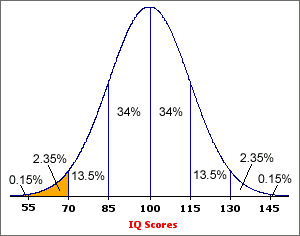 34% 34%
2.35% 2.35%
0.15% 13.5% 13.5% 0.15%
55 70 85 100 115 130 145
IQ Scores